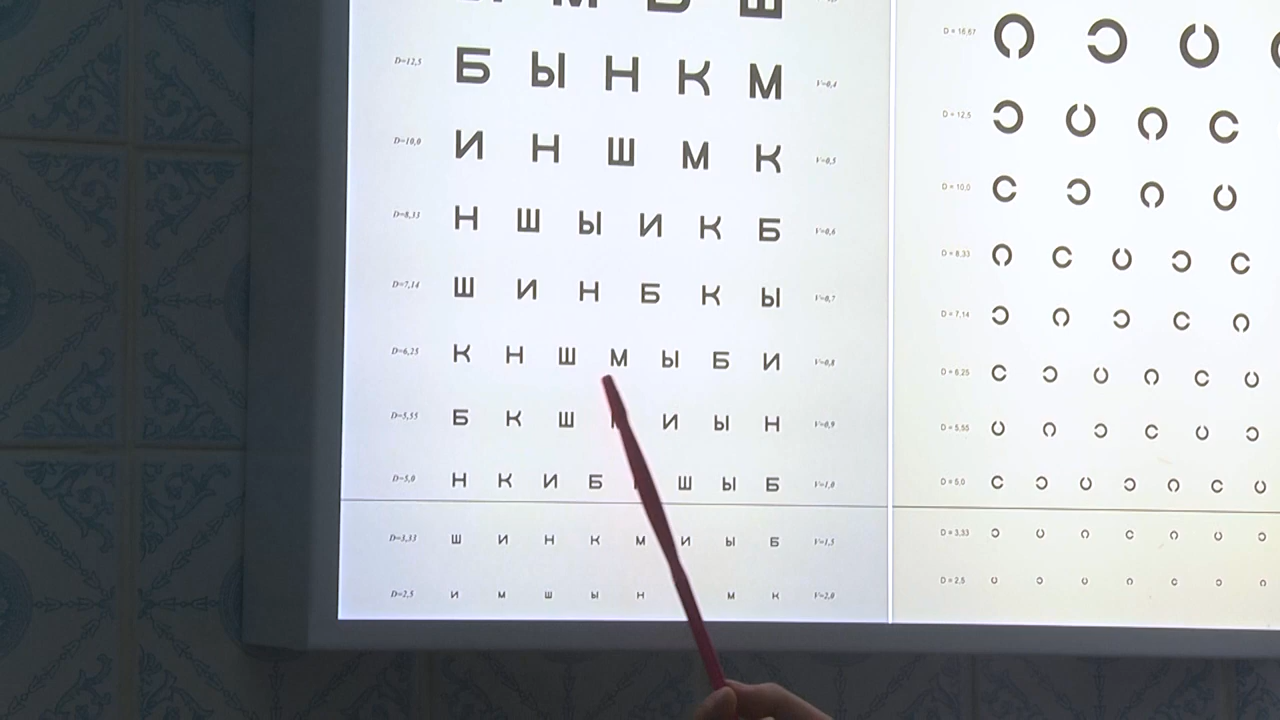 D=12,5 Б Ы Н К М V=0,4
D=10,0 И Н Ш М К V=0,5
D=8,33 Н Ш Ы И К Б V=0,6
D=7,14 Ш И Н Б К Ы V=0,7
D=6,25 К Н Ш М Ы Б И V=0,8
D=5,55 Б К Ш И Ы Н V=0,9
D=5,0 Н К И Б Ш Ы Б V=1,0
D=3,33 Ш И Н К М И Ы Б V=1,5
D=2,5 И М Ш Ы Н М К V=2,0
D = 16,67
D = 12,5
D = 10,0
D = 8,33
D = 7,14
D = 6,25
D = 5,55
D = 5,0
D = 3,33
D = 2,5